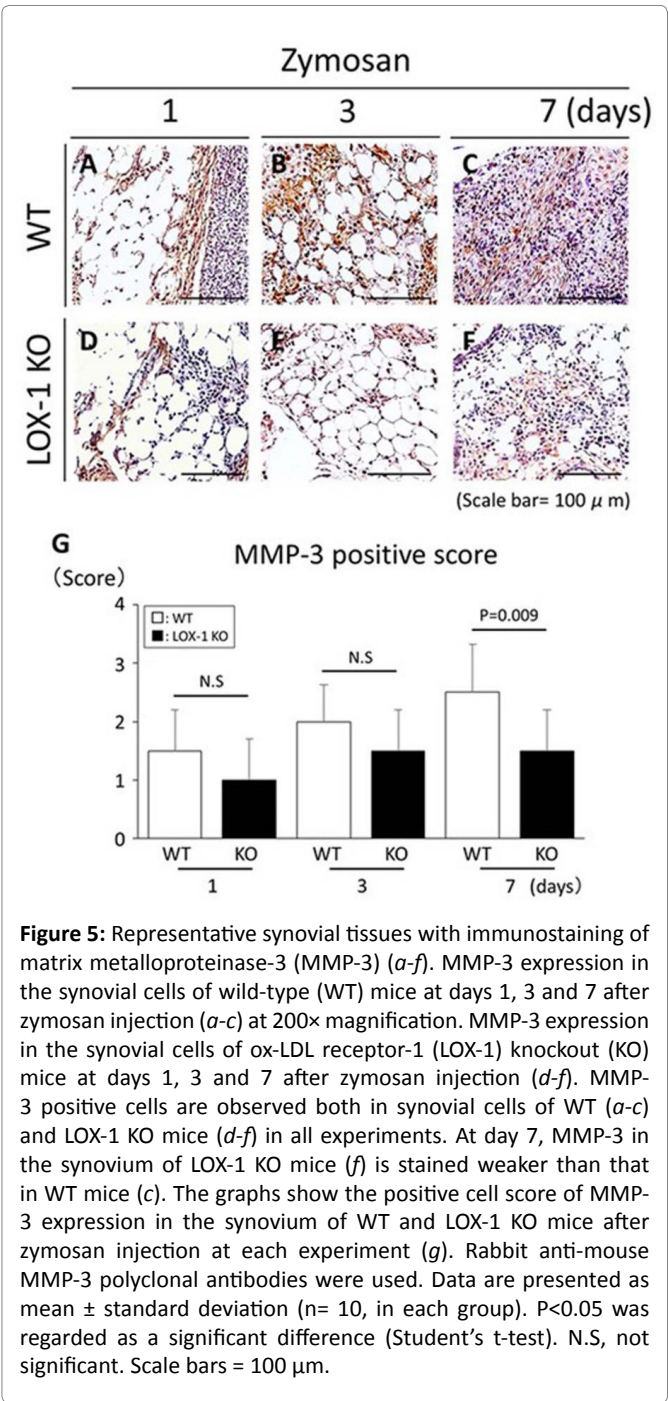 Zymosan
1 3 7 (days)
WT
A B C
LOX-1 KO
D E F
(Scale bar= 100 μ m)
G
MMP-3 positive score
(Score)
4
□: WT
■: LOX-1 KO
P=0.009
3
N.S
N.S
2
1
0
WT KO WT KO WT KO
1 3 7 (days)
Figure 5: Representative synovial tissues with immunostaining of
matrix metalloproteinase-3 (MMP-3) (a-f). MMP-3 expression in
the synovial cells of wild-type (WT) mice at days 1, 3 and 7 after
zymosan injection (a-c) at 200× magnification. MMP-3 expression
in the synovial cells of ox-LDL receptor-1 (LOX-1) knockout (KO)
mice at days 1, 3 and 7 after zymosan injection (d-f). MMP-
3 positive cells are observed both in synovial cells of WT (a-c)
and LOX-1 KO mice (d-f) in all experiments. At day 7, MMP-3 in
the synovium of LOX-1 KO mice (f) is stained weaker than that
in WT mice (c). The graphs show the positive cell score of MMP-
3 expression in the synovium of WT and LOX-1 KO mice after
zymosan injection at each experiment (g). Rabbit anti-mouse
MMP-3 polyclonal antibodies were used. Data are presented as
mean ± standard deviation (n= 10, in each group). P<0.05 was
regarded as a significant difference (Student's t-test). N.S, not
significant. Scale bars = 100 μm.